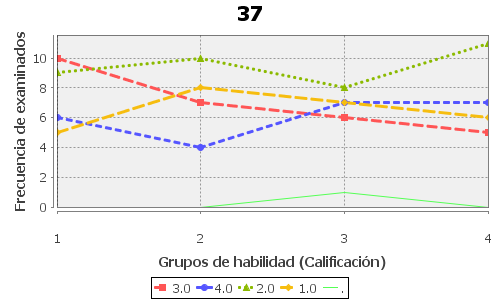 37
Frecuencia de examinados
10
8
6
4
2
0
1 2 3 4
Grupos de habilidad (Calificación)
3.0 4.0 2.0 1.0 .